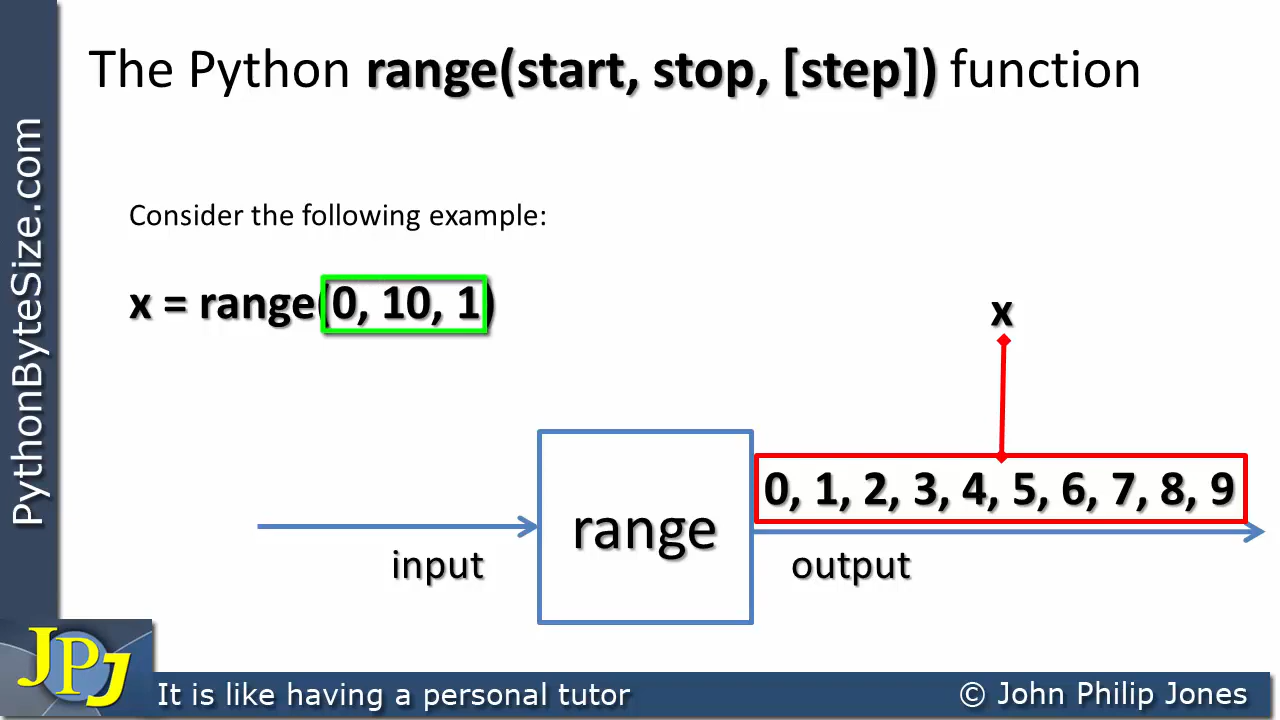 The Python range(start, stop, [step]) function
Consider the following example:
x = range(0, 10, 1)
x
0, 1, 2, 3, 4, 5, 6, 7, 8, 9
range
input
output
PythonByteSize.com
JPJ
It is like having a personal tutor
© John Philip Jones